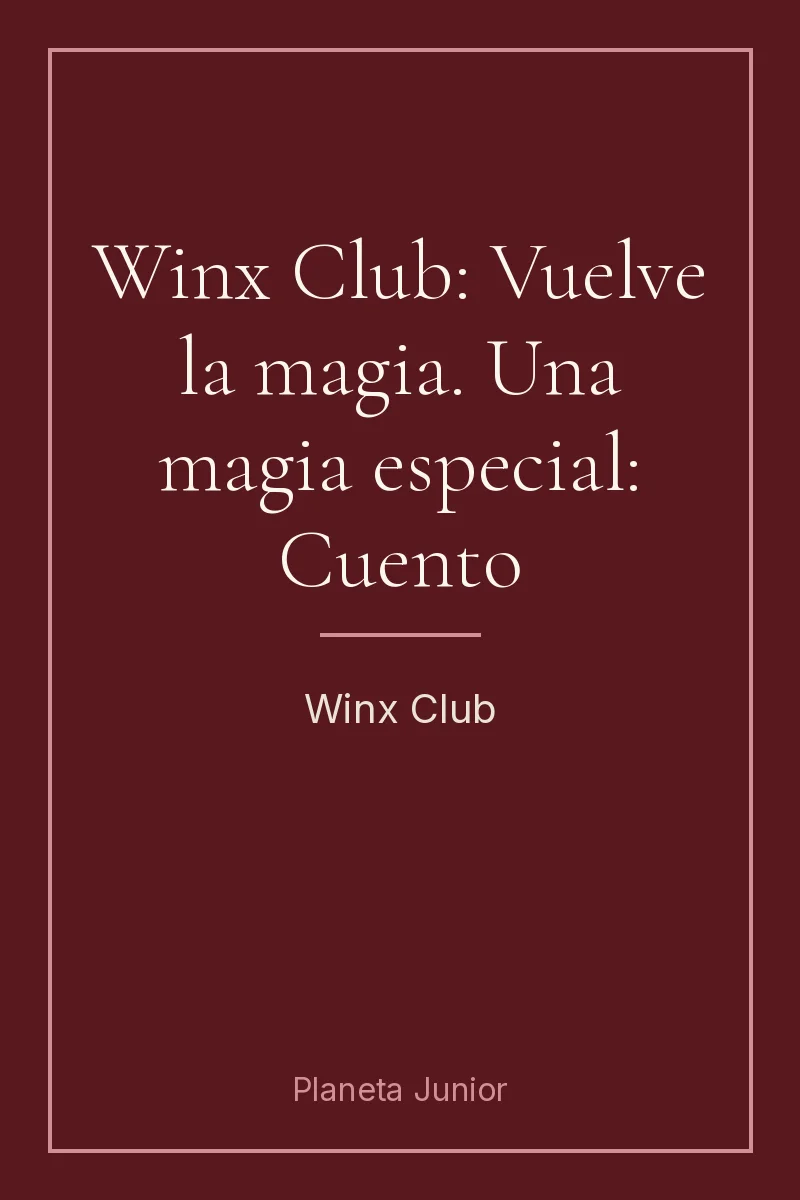 Winx Club: Vuelve
la magia. Una
magia especial:
Cuento
Winx Club
Planeta Junior